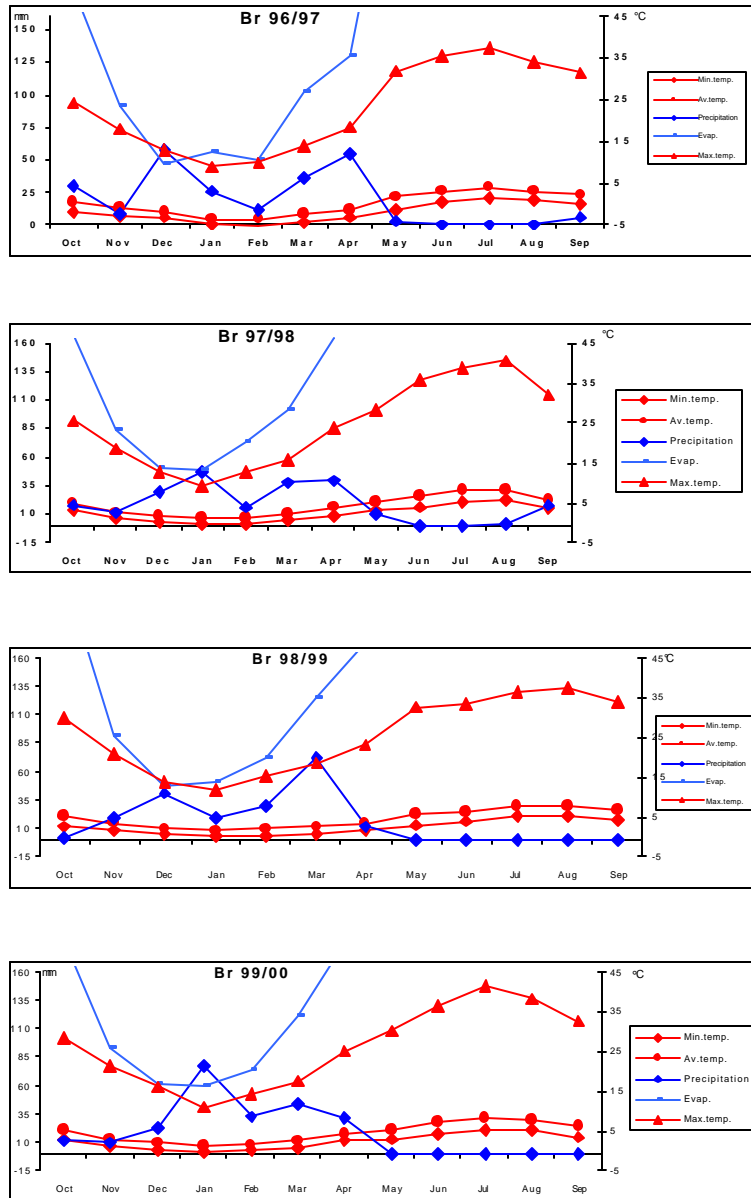 Br 96/97
mm
°C
150
125
100
75
50
25
0
45
35
25
15
5
-5
Min.temp.
Av.temp.
Precipitation
Evap.
Max.temp.
Oct Nov Dec Jan Feb Mar Apr May Jun Jul Aug Sep
Br 97/98
°C
160
135
110
85
60
35
10
-15
45
35
25
15
5
-5
Min.temp.
Av.temp.
Precipitation
Evap.
Max.temp.
Oct Nov Dec Jan Feb Mar Apr May Jun Jul Aug Sep
Br 98/99
°C
160
135
110
85
60
35
10
-15
45
35
25
15
5
-5
Min.temp.
Av.temp.
Precipitation
Evap.
Max.temp.
Oct Nov Dec Jan Feb Mar Apr May Jun Jul Aug Sep
Br 99/00
mm
°C
160
135
110
85
60
35
10
-15
45
35
25
15
5
-5
Min.temp.
Av.temp.
Precipitation
Evap.
Max.temp.
Oct Nov Dec Jan Feb Mar Apr May Jun Jul Aug Sep